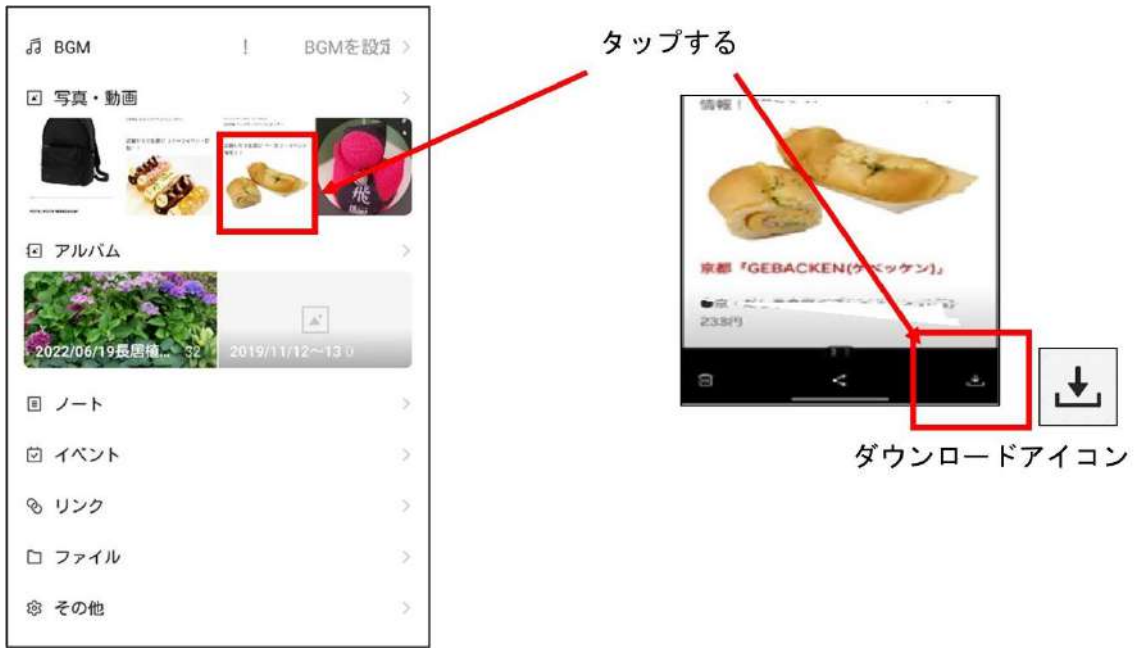 BGM ! BGMを設定
写真・動画
アルバム
2022/06/19長居植... 32
2019/11/12～13 0
ノート
イベント
リンク
ファイル
その他
タップする
情報！
京都『GEBACKEN(ゲベッケン)』
233円
ダウンロードアイコン